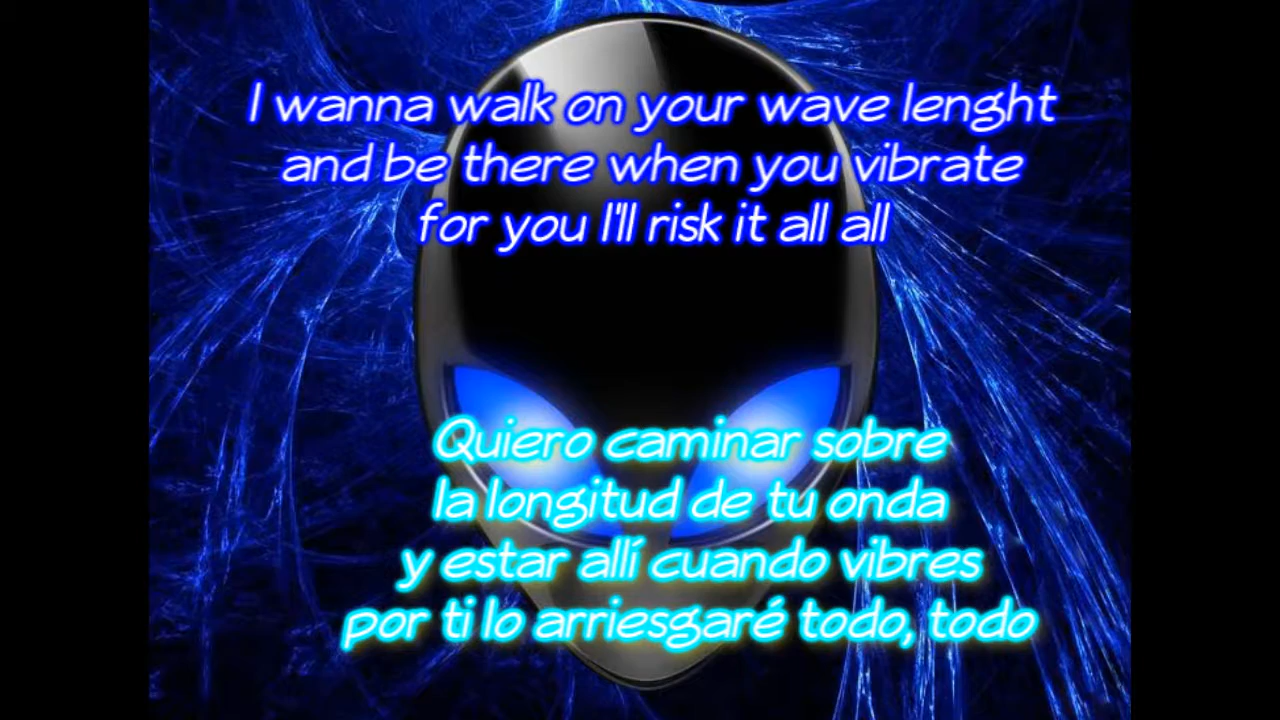 I wanna walk on your wave lenght
and be there when you vibrate
for you I'll risk it all all
Quiero caminar sobre
la longitud de tu onda
y estar allí cuando vibres
por ti lo arriesgaré todo, todo